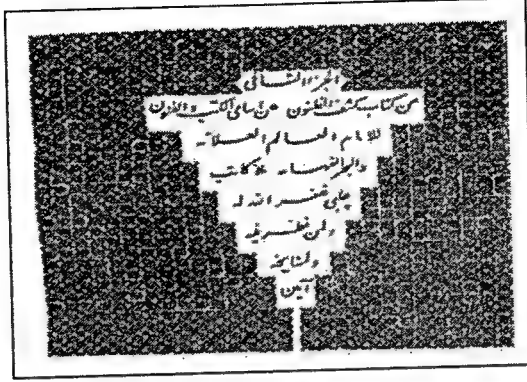 الجزء الثاني
من كتاب كشف الظنون عن اسامي الكتب والفنون
للامام العالم العلامة
والبحر الفهامة كاتب
چلبي غفر الله له
ولمن نظر فيه
ولمشايخه
آمين